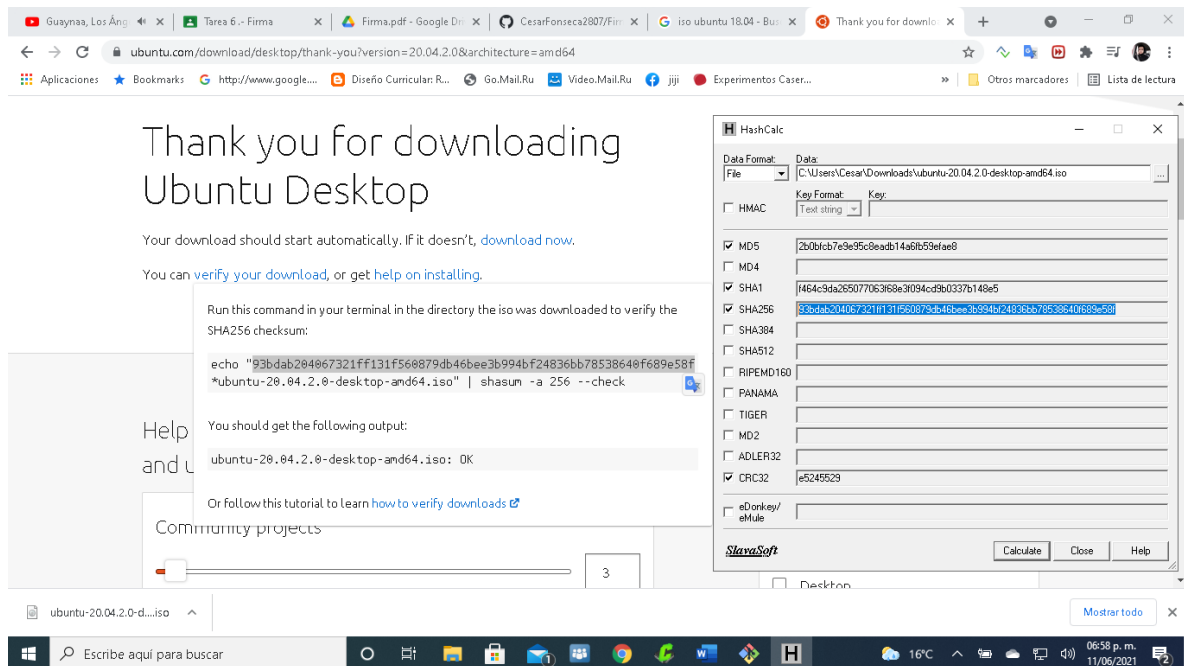 Guaynaa, Los Áng
Tarea 6.- Firma
Firma.pdf - Google Dri
CesarFonseca2807/Firm
iso ubuntu 18.04 - Bus
Thank you for downlo
ubuntu.com/download/desktop/thank-you?version=20.04.2.0&architecture=amd64
Aplicaciones
Bookmarks
http://www.google....
Diseño Curricular: R...
Go.Mail.Ru
Video.Mail.Ru
jiji
Experimentos Caser...
»
Otros marcadores
Lista de lectura
Thank you for downloading
Ubuntu Desktop
Your download should start automatically. If it doesn't, download now.
You can verify your download, or get help on installing.
Run this command in your terminal in the directory the iso was downloaded to verify the
SHA256 checksum:
echo "93bdab204067321ff131f560879db46bee3b994bf24836bb78538640f689e58f
*ubuntu-20.04.2.0-desktop-amd64.iso" | shasum -a 256 --check
You should get the following output:
ubuntu-20.04.2.0-desktop-amd64.iso: OK
Or follow this tutorial to learn how to verify downloads
Help
and u
Community projects
3
Desktop
HashCalc
Data Format:
Data:
File
C:\Users\Cesar\Downloads\ubuntu-20.04.2.0-desktop-amd64.iso
...
Key Format:
Key:
HMAC
Text string
MD5
2b0bfcb7e9e95c8eadb14a6fb59efae8
MD4
SHA1
f464c9da265077063f68e3f094cd9b0337b148e5
SHA256
93bdab204067321ff131f560879db46bee3b994bf24836bb78538640f689e58f
SHA384
SHA512
RIPEMD160
PANAMA
TIGER
MD2
ADLER32
CRC32
e5245529
eDonkey/
eMule
SlavaSoft
Calculate
Close
Help
ubuntu-20.04.2.0-d....iso
Mostrar todo
Escribe aquí para buscar
16°C
06:58 p. m.
11/06/2021